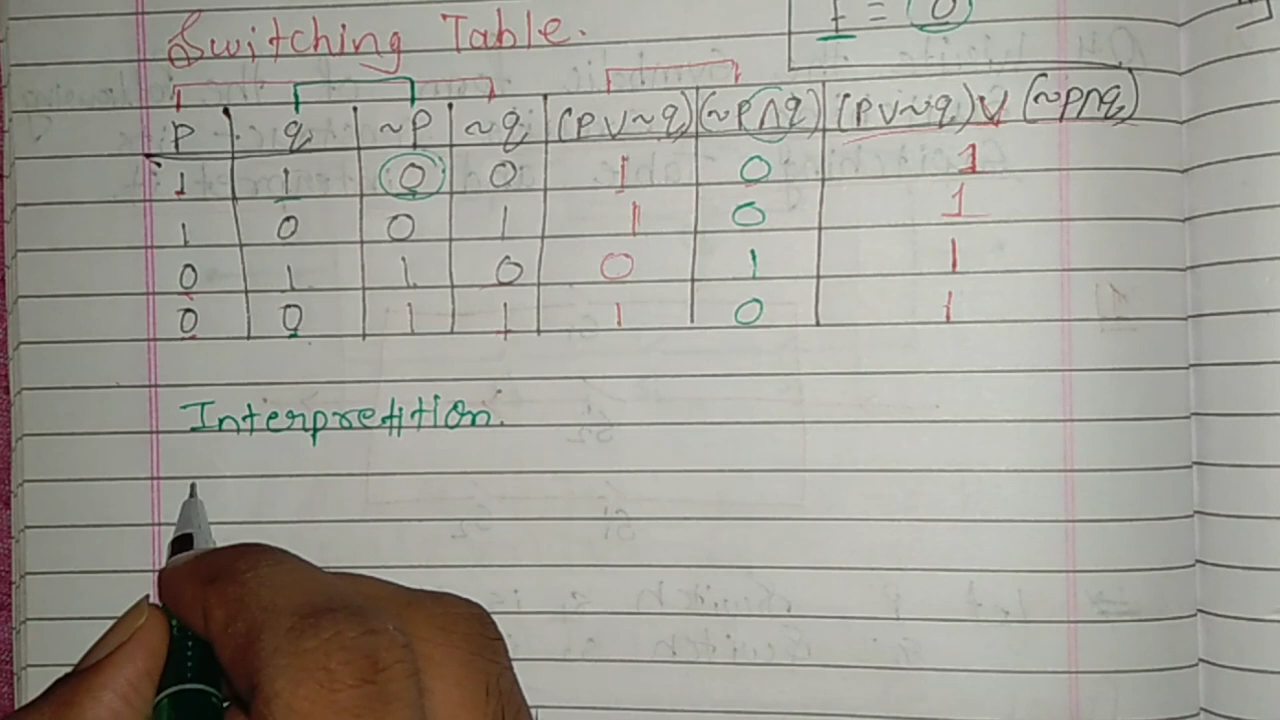 Switching Table.
f = 0
p q ~p ~q (p∨~q) (~p∧q) (p∨~q)∨(~p∧q)
1 1 0 0 1 0 1
1 0 0 1 1 0 1
0 1 1 0 0 1 1
0 0 1 1 1 0 1
Interpretition.